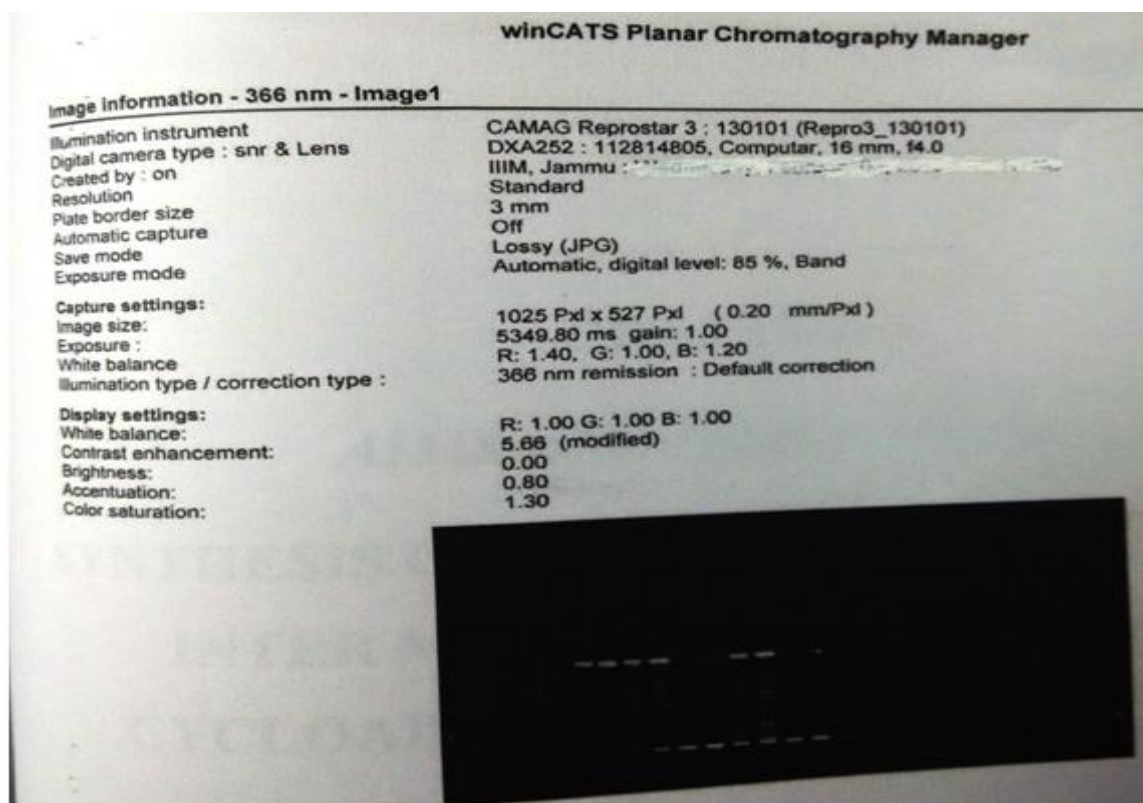 winCATS Planar Chromatography Manager
Image information - 366 nm - Image1
Illumination instrument CAMAG Reprostar 3 : 130101 (Repro3_130101)
Digital camera type : snr & Lens DXA252 : 112814805, Computar, 16 mm, f4.0
Created by : on IIIM, Jammu :
Resolution Standard
Plate border size 3 mm
Automatic capture Off
Save mode Lossy (JPG)
Exposure mode Automatic, digital level: 85 %, Band
Capture settings:
Image size: 1025 Pxl x 527 Pxl ( 0.20 mm/Pxl )
Exposure : 5349.80 ms gain: 1.00
White balance R: 1.40, G: 1.00, B: 1.20
Illumination type / correction type : 366 nm remission : Default correction
Display settings:
White balance: R: 1.00 G: 1.00 B: 1.00
Contrast enhancement: 5.66 (modified)
Brightness: 0.00
Accentuation: 0.80
Color saturation: 1.30